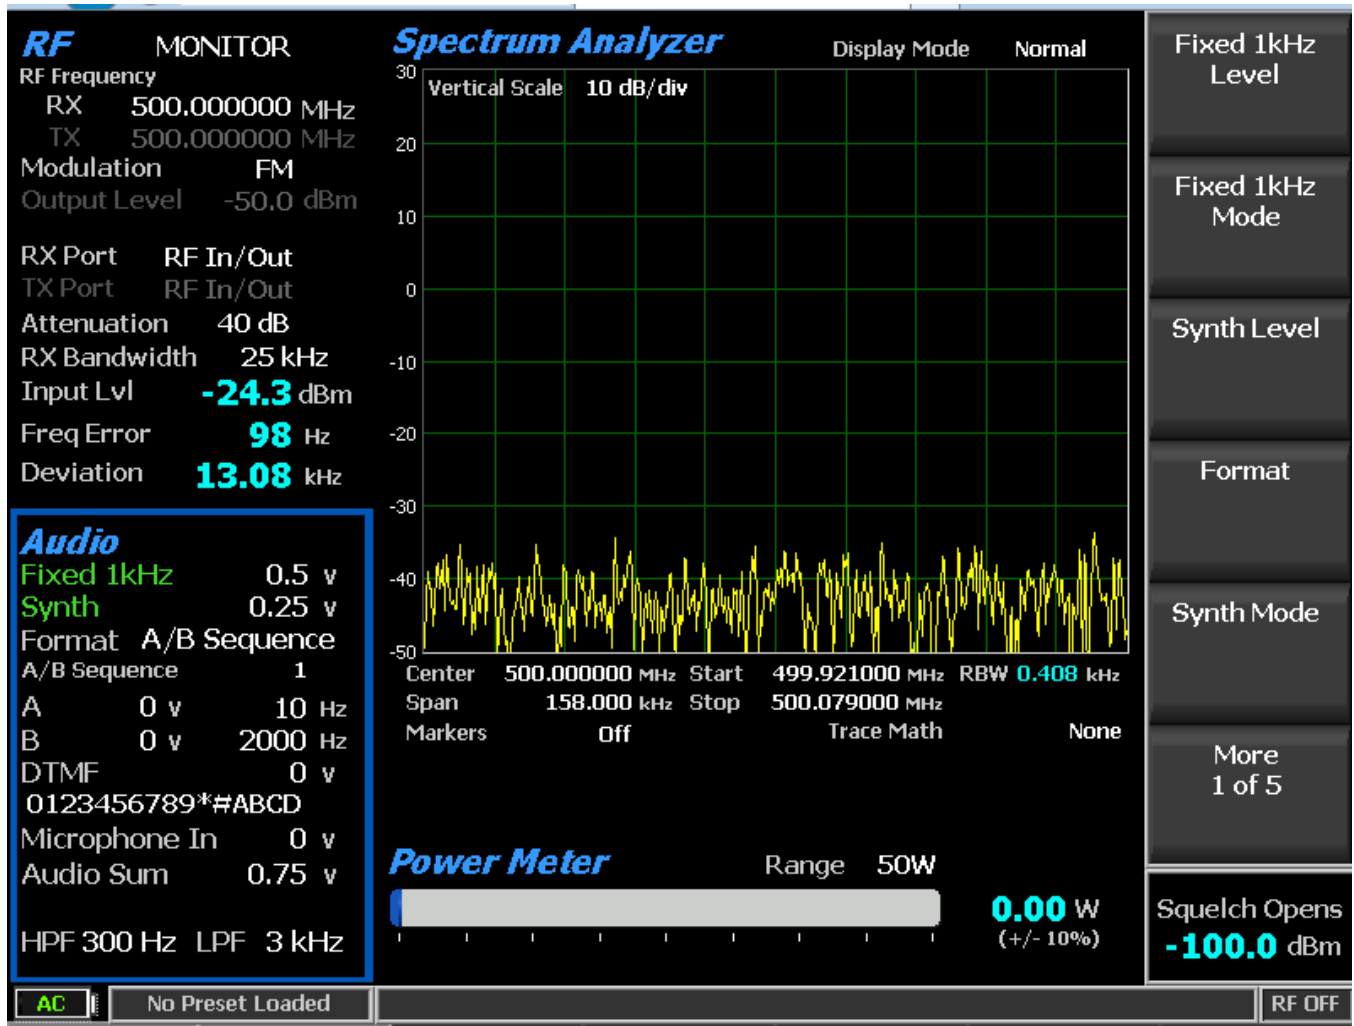 RF MONITOR
RF Frequency
RX 500.000000 MHz
TX 500.000000 MHz
Modulation FM
Output Level -50.0 dBm
RX Port RF In/Out
TX Port RF In/Out
Attenuation 40 dB
RX Bandwidth 25 kHz
Input Lvl -24.3 dBm
Freq Error 98 Hz
Deviation 13.08 kHz
Audio
Fixed 1kHz 0.5 v
Synth 0.25 v
Format A/B Sequence
A/B Sequence 1
A 0 v 10 Hz
B 0 v 2000 Hz
DTMF 0 v
0123456789*#ABCD
Microphone In 0 v
Audio Sum 0.75 v
HPF 300 Hz LPF 3 kHz
Spectrum Analyzer Display Mode Normal
Vertical Scale 10 dB/div
30
20
10
0
-10
-20
-30
-40
-50
Center 500.000000 MHz Start 499.921000 MHz RBW 0.408 kHz
Span 158.000 kHz Stop 500.079000 MHz
Markers Off Trace Math None
Power Meter Range 50W
0.00 W
(+/- 10%)
Fixed 1kHz
Level
Fixed 1kHz
Mode
Synth Level
Format
Synth Mode
More
1 of 5
Squelch Opens
-100.0 dBm
AC No Preset Loaded RF OFF